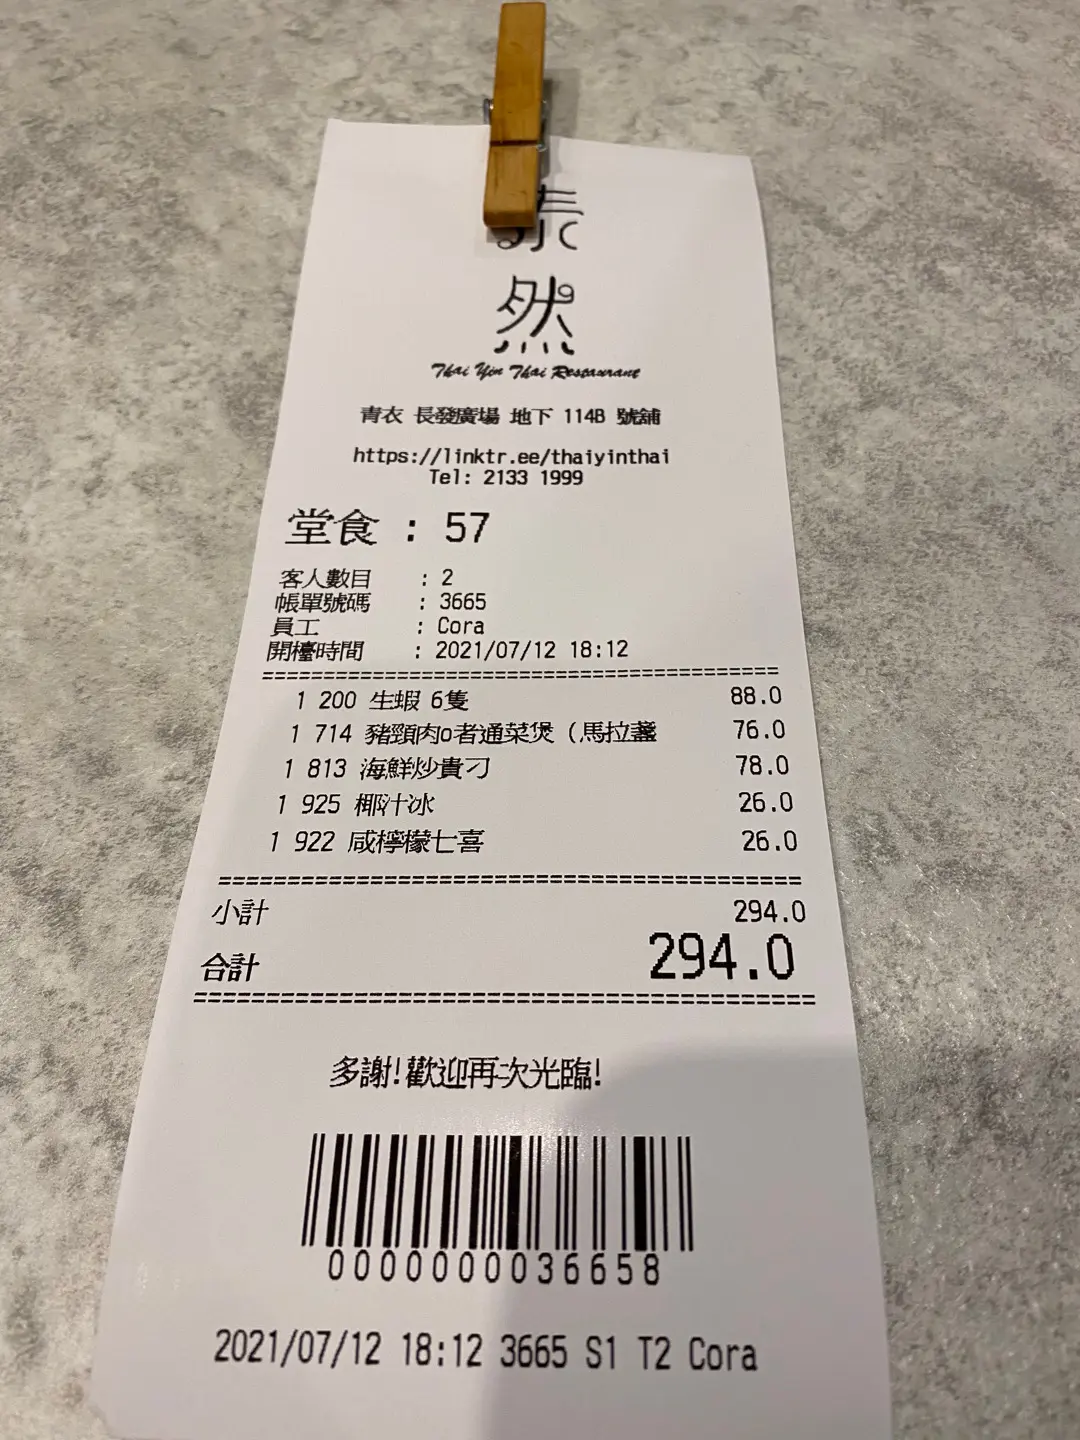 然
Thai Yin Thai Restaurant
青衣 長發廣場 地下 114B 號舖
https://linktr.ee/thaiyinthai
Tel: 2133 1999
堂食 : 57
客人數目 : 2
帳單號碼 : 3665
員工 : Cora
開檯時間 : 2021/07/12 18:12
1 200 生蝦 6隻 88.0
1 714 豬頸肉o者通菜煲 (馬拉盞 76.0
1 813 海鮮炒貴刁 78.0
1 925 椰汁冰 26.0
1 922 咸檸檬七喜 26.0
小計 294.0
合計 294.0
多謝!歡迎再次光臨!
0000000036658
2021/07/12 18:12 3665 S1 T2 Cora